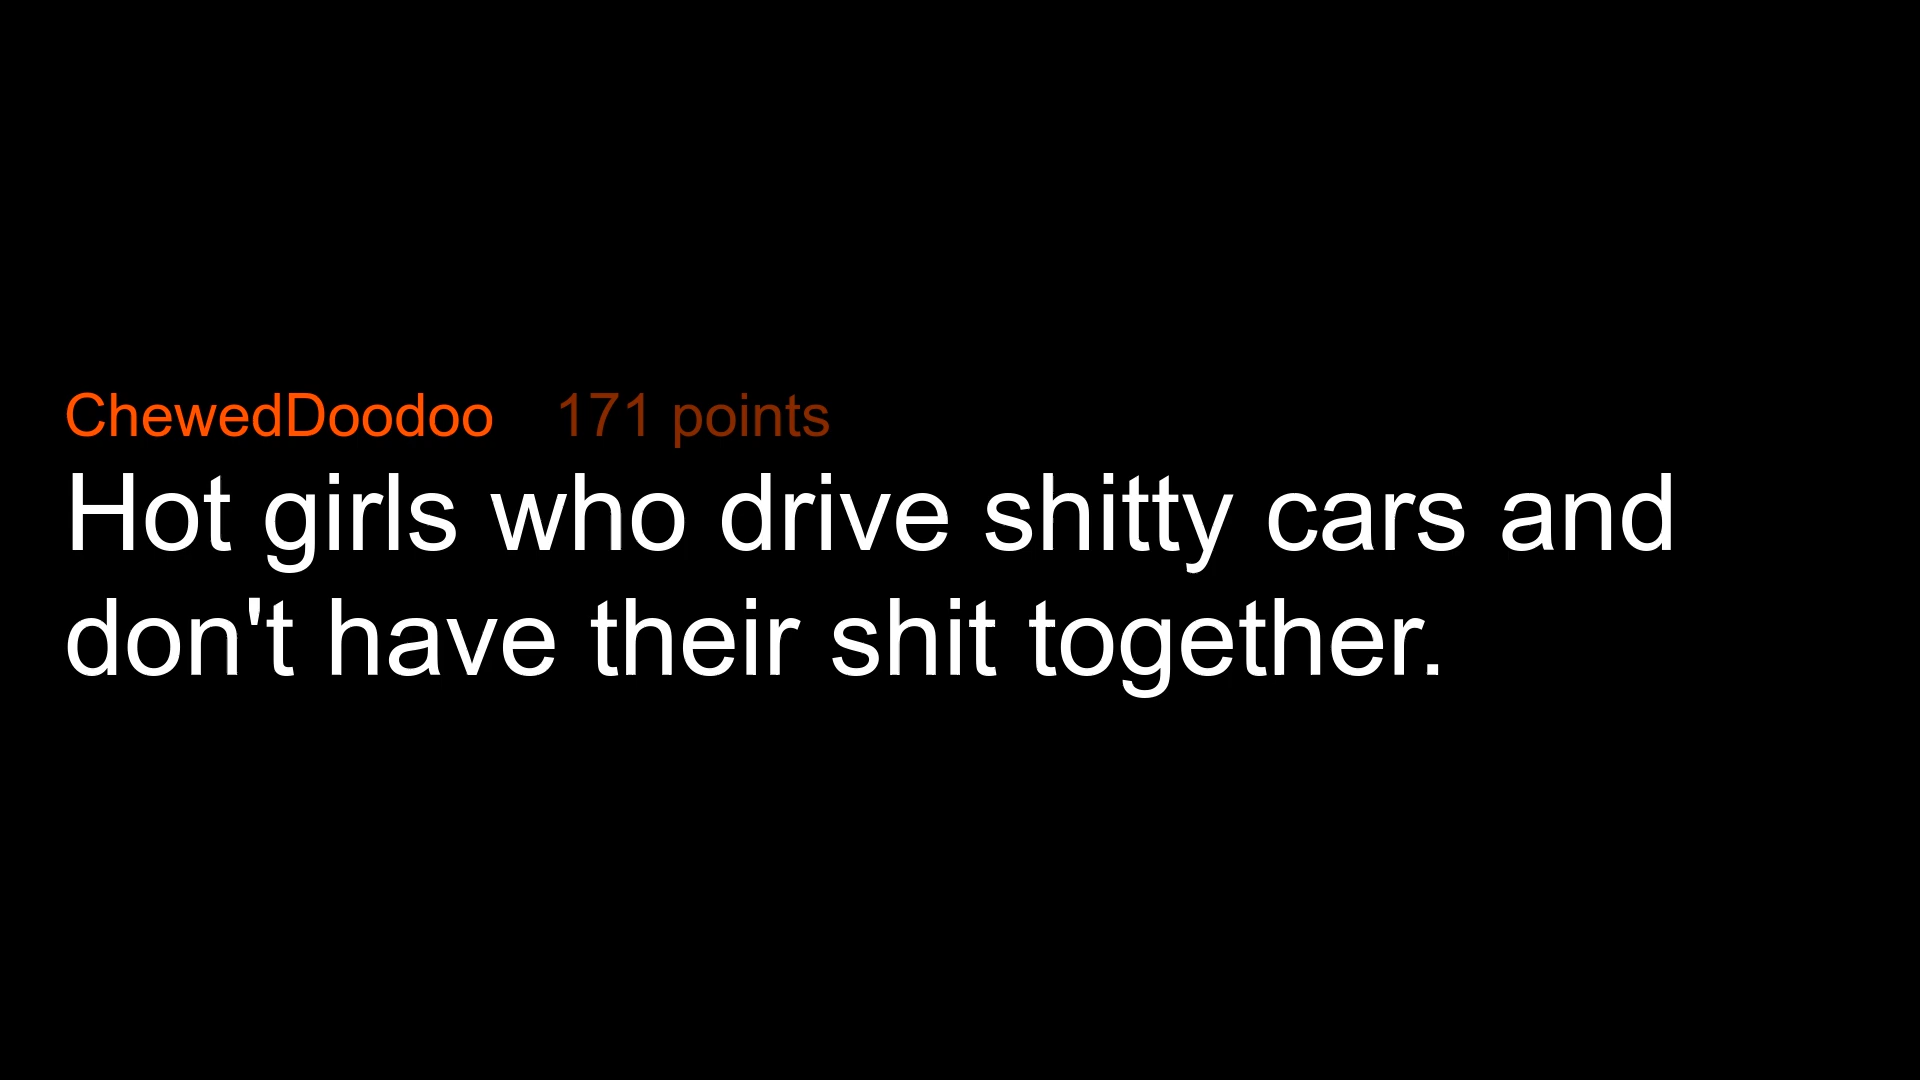 ChewedDoodoo 171 points
Hot girls who drive shitty cars and
don't have their shit together.